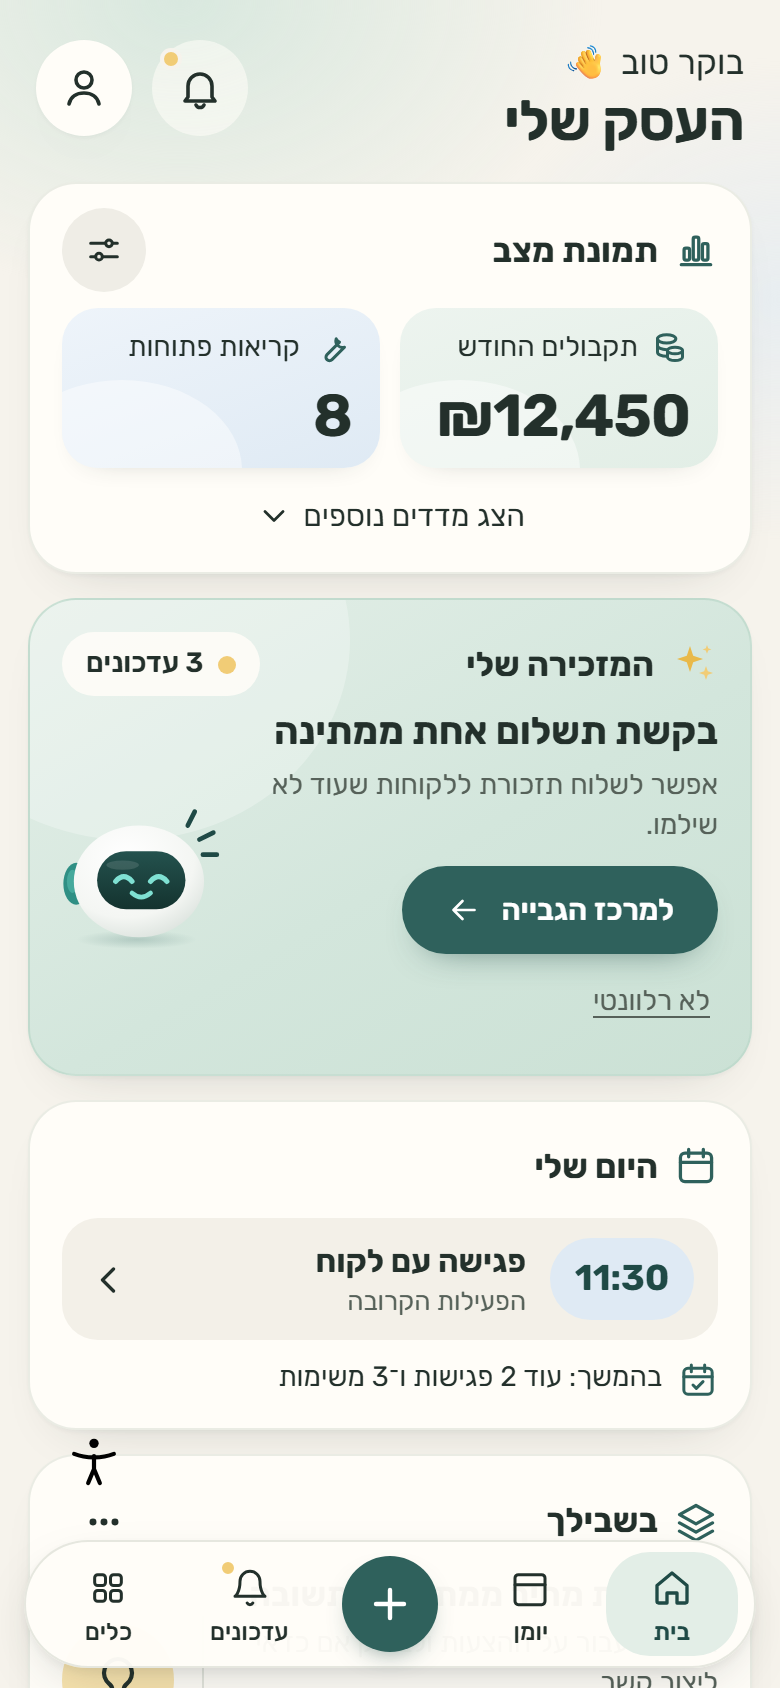 בוקר טוב 👋
העסק שלי
תמונת מצב
תקבולים החודש
₪12,450
קריאות פתוחות
8
הצג מדדים נוספים
המזכירה שלי
3 עדכונים
בקשת תשלום אחת ממתינה
אפשר לשלוח תזכורת ללקוחות שעוד לא
שילמו.
למרכז הגבייה
לא רלוונטי
היום שלי
11:30
פגישה עם לקוח
הפעילות הקרובה
בהמשך: עוד 2 פגישות ו־3 משימות
בשבילך
ליצור קשר
בית
יומן
עדכונים
כלים